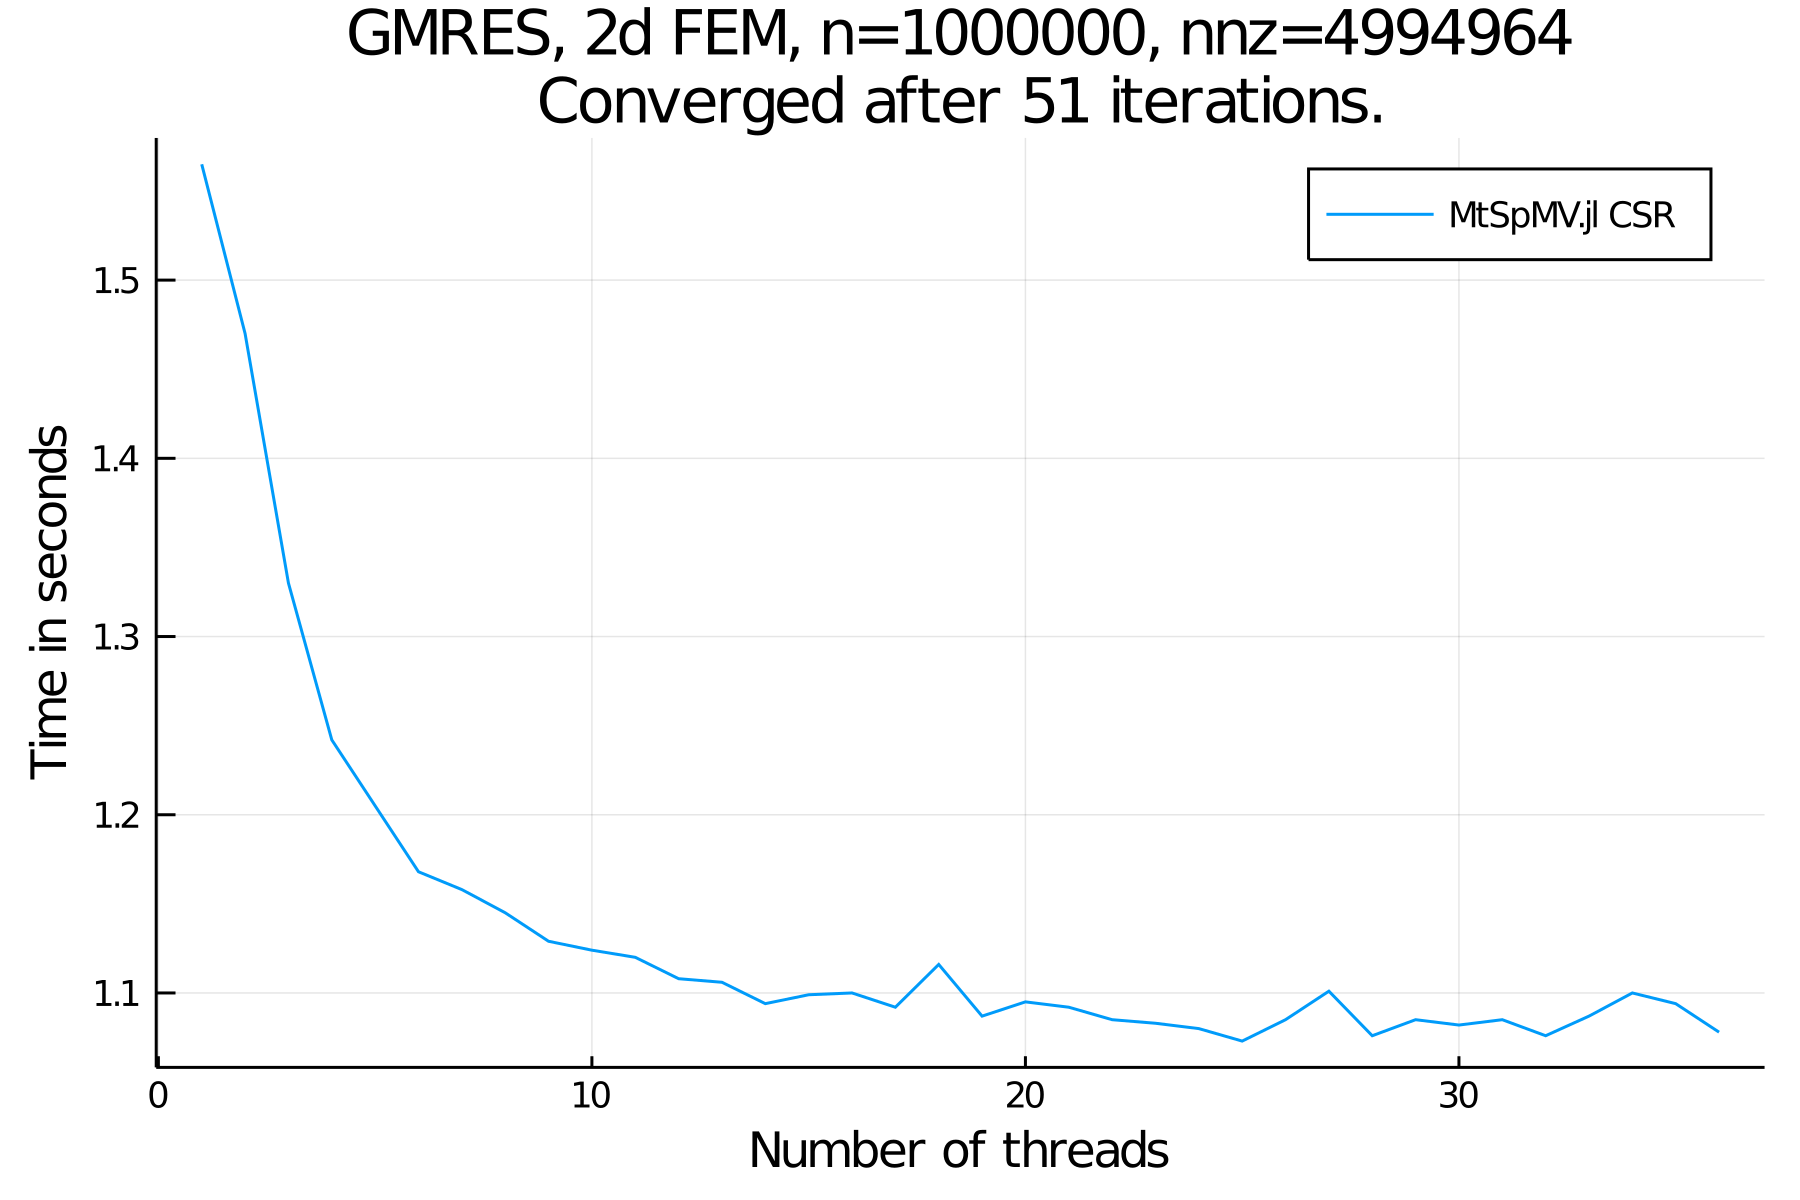 GMRES, 2d FEM, n=1000000, nnz=4994964
Converged after 51 iterations.
MtSpMV.jl CSR
1.5
1.4
1.3
1.2
1.1
Time in seconds
0 10 20 30
Number of threads